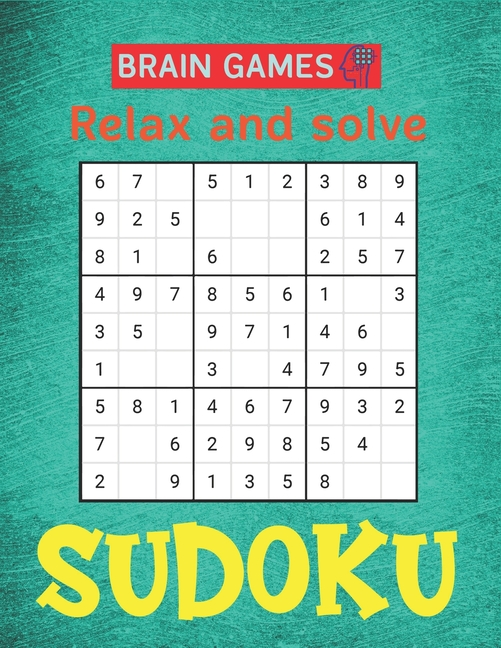 BRAIN GAMES
Relax and solve
6 7 5 1 2 3 8 9
9 2 5 6 1 4
8 1 6 2 5 7
4 9 7 8 5 6 1 3
3 5 9 7 1 4 6
1 3 4 7 9 5
5 8 1 4 6 7 9 3 2
7 6 2 9 8 5 4
2 9 1 3 5 8
SUDOKU